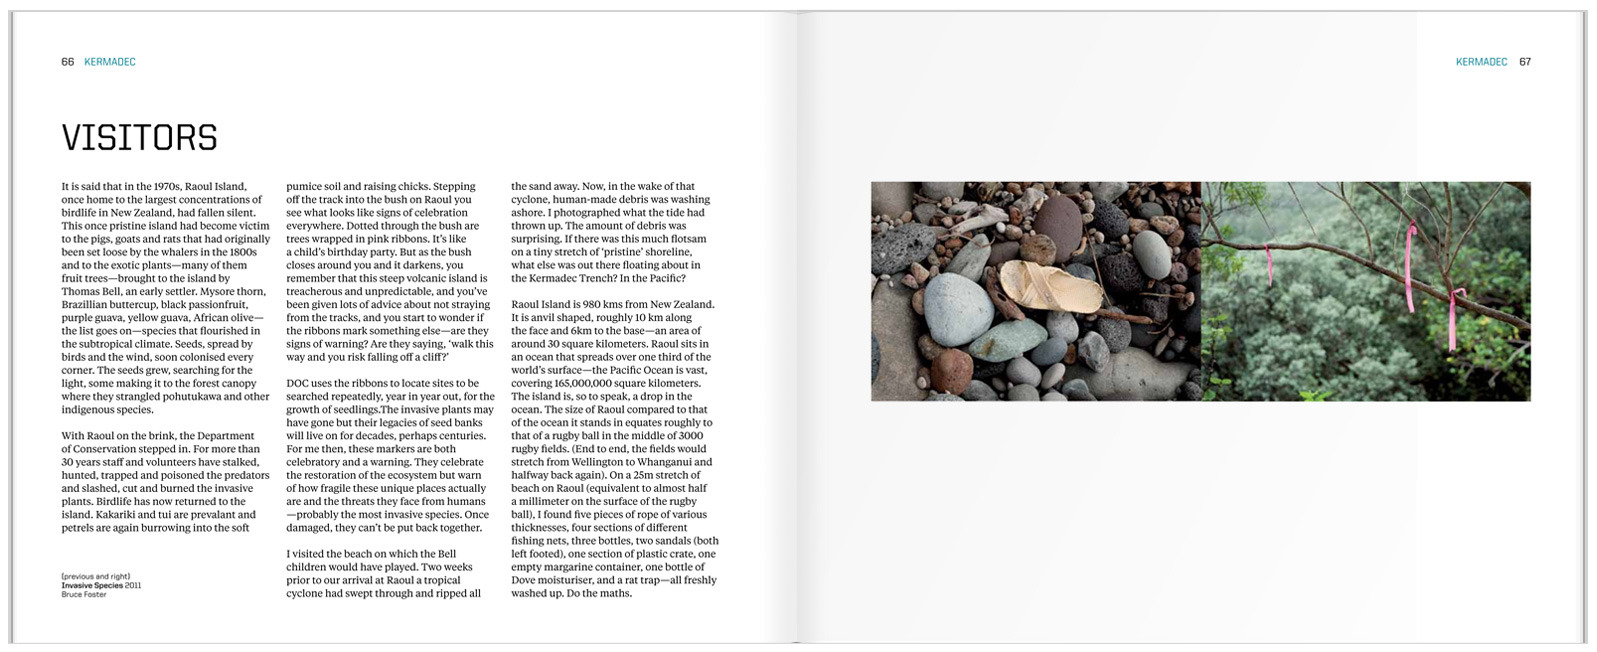 66 KERMADEC
KERMADEC 67
VISITORS
It is said that in the 1970s, Raoul Island,
once home to the largest concentrations of
birdlife in New Zealand, had fallen silent.
This once pristine island had become victim
to the pigs, goats and rats that had originally
been set loose by the whalers in the 1800s
and to the exotic plants—many of them
fruit trees—brought to the island by
Thomas Bell, an early settler. Mysore thorn,
Brazillian buttercup, black passionfruit,
purple guava, yellow guava, African olive—
the list goes on—species that flourished in
the subtropical climate. Seeds, spread by
birds and the wind, soon colonised every
corner. The seeds grew, searching for the
light, some making it to the forest canopy
where they strangled pohutukawa and other
indigenous species.
With Raoul on the brink, the Department
of Conservation stepped in. For more than
30 years staff and volunteers have stalked,
hunted, trapped and poisoned the predators
and slashed, cut and burned the invasive
plants. Birdlife has now returned to the
island. Kakariki and tui are prevalant and
petrels are again burrowing into the soft
(previous and right)
Invasive Species 2011
Bruce Foster
pumice soil and raising chicks. Stepping
off the track into the bush on Raoul you
see what looks like signs of celebration
everywhere. Dotted through the bush are
trees wrapped in pink ribbons. It's like
a child's birthday party. But as the bush
closes around you and it darkens, you
remember that this steep volcanic island is
treacherous and unpredictable, and you've
been given lots of advice about not straying
from the tracks, and you start to wonder if
the ribbons mark something else—are they
signs of warning? Are they saying, 'walk this
way and you risk falling off a cliff?'
DOC uses the ribbons to locate sites to be
searched repeatedly, year in year out, for the
growth of seedlings.The invasive plants may
have gone but their legacies of seed banks
will live on for decades, perhaps centuries.
For me then, these markers are both
celebratory and a warning. They celebrate
the restoration of the ecosystem but warn
of how fragile these unique places actually
are and the threats they face from humans
—probably the most invasive species. Once
damaged, they can't be put back together.
I visited the beach on which the Bell
children would have played. Two weeks
prior to our arrival at Raoul a tropical
cyclone had swept through and ripped all
the sand away. Now, in the wake of that
cyclone, human-made debris was washing
ashore. I photographed what the tide had
thrown up. The amount of debris was
surprising. If there was this much flotsam
on a tiny stretch of 'pristine' shoreline,
what else was out there floating about in
the Kermadec Trench? In the Pacific?
Raoul Island is 980 kms from New Zealand.
It is anvil shaped, roughly 10 km along
the face and 6km to the base—an area of
around 30 square kilometers. Raoul sits in
an ocean that spreads over one third of the
world's surface—the Pacific Ocean is vast,
covering 165,000,000 square kilometers.
The island is, so to speak, a drop in the
ocean. The size of Raoul compared to that
of the ocean it stands in equates roughly to
that of a rugby ball in the middle of 3000
rugby fields. (End to end, the fields would
stretch from Wellington to Whanganui and
halfway back again). On a 25m stretch of
beach on Raoul (equivalent to almost half
a millimeter on the surface of the rugby
ball), I found five pieces of rope of various
thicknesses, four sections of different
fishing nets, three bottles, two sandals (both
left footed), one section of plastic crate, one
empty margarine container, one bottle of
Dove moisturiser, and a rat trap—all freshly
washed up. Do the maths.